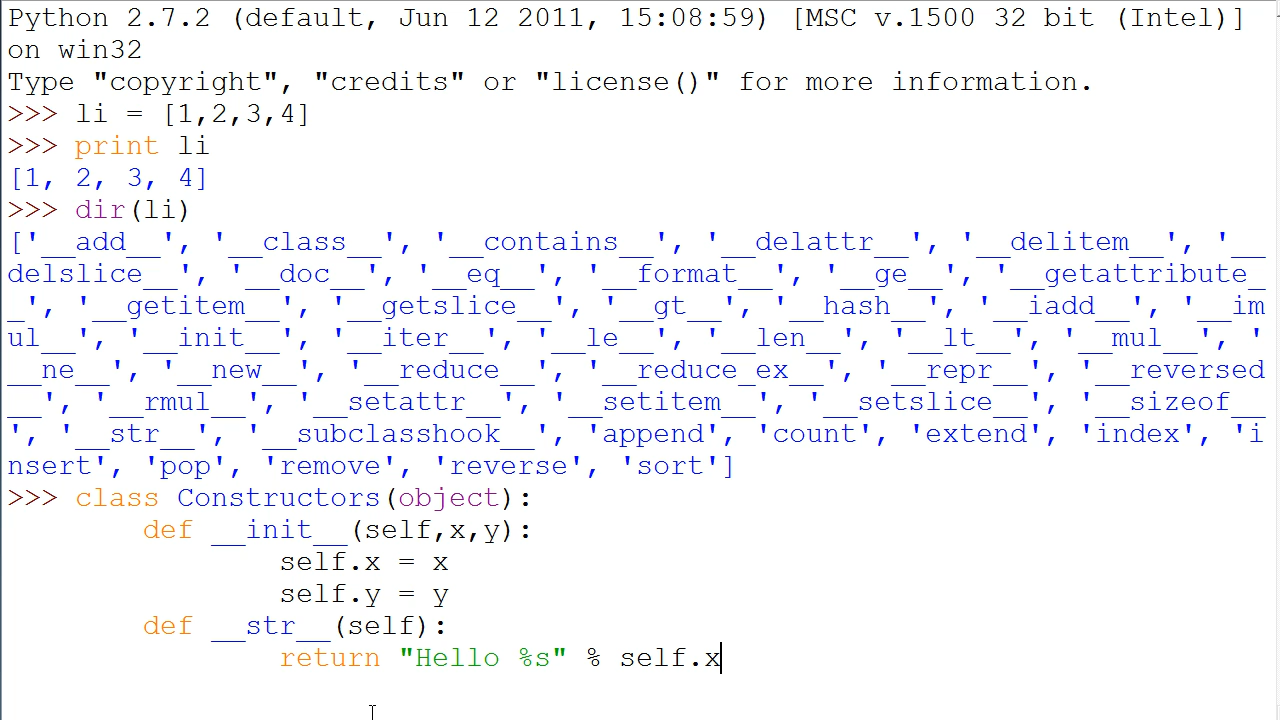 Python 2.7.2 (default, Jun 12 2011, 15:08:59) [MSC v.1500 32 bit (Intel)]
on win32
Type "copyright", "credits" or "license()" for more information.
>>> li = [1,2,3,4]
>>> print li
[1, 2, 3, 4]
>>> dir(li)
['__add__', '__class__', '__contains__', '__delattr__', '__delitem__', '__
delslice__', '__doc__', '__eq__', '__format__', '__ge__', '__getattribute_
_', '__getitem__', '__getslice__', '__gt__', '__hash__', '__iadd__', '__im
ul__', '__init__', '__iter__', '__le__', '__len__', '__lt__', '__mul__', '
__ne__', '__new__', '__reduce__', '__reduce_ex__', '__repr__', '__reversed
__', '__rmul__', '__setattr__', '__setitem__', '__setslice__', '__sizeof__
', '__str__', '__subclasshook__', 'append', 'count', 'extend', 'index', 'i
nsert', 'pop', 'remove', 'reverse', 'sort']
>>> class Constructors(object):
        def __init__(self,x,y):
                self.x = x
                self.y = y
        def __str__(self):
                return "Hello %s" % self.x